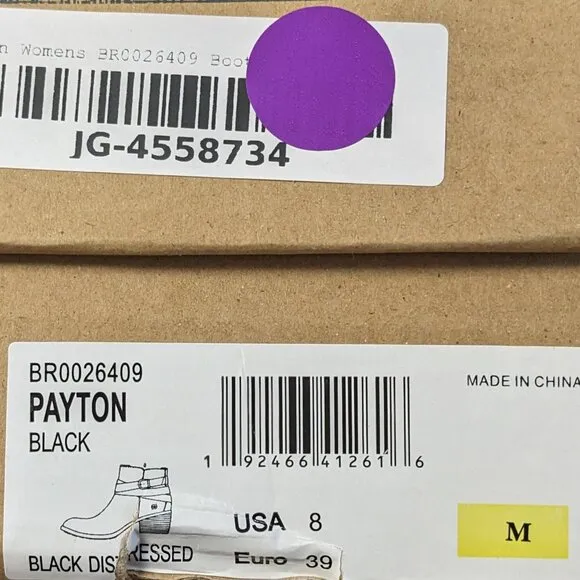 n Womens BR0026409 Boot
JG-4558734
BR0026409
PAYTON
BLACK
MADE IN CHINA
1 92466 41261 6
USA 8
Euro 39
M
BLACK DISTRESSED